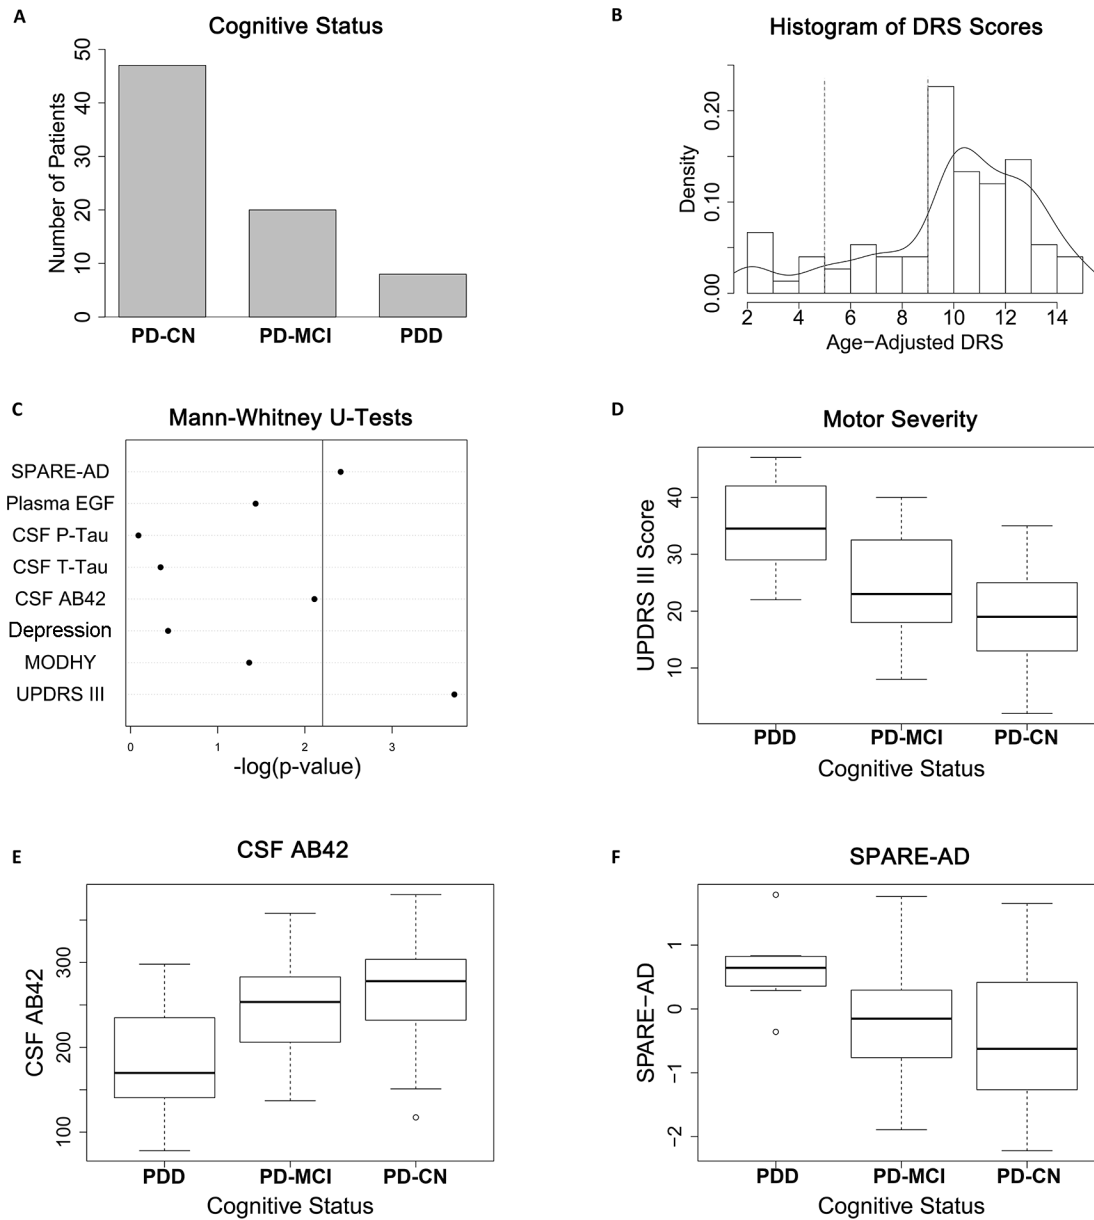 A
Cognitive Status
Number of Patients
50
40
30
20
10
0
PD-CN PD-MCI PDD
B
Histogram of DRS Scores
Density
0.20
0.10
0.00
2 4 6 8 10 12 14
Age−Adjusted DRS
C
Mann-Whitney U-Tests
SPARE-AD
Plasma EGF
CSF P-Tau
CSF T-Tau
CSF AB42
Depression
MODHY
UPDRS III
0 1 2 3
-log(p-value)
D
Motor Severity
UPDRS III Score
40
30
20
10
PDD PD-MCI PD-CN
Cognitive Status
E
CSF AB42
CSF AB42
300
200
100
PDD PD-MCI PD-CN
Cognitive Status
F
SPARE-AD
SPARE−AD
1
0
−1
−2
PDD PD-MCI PD-CN
Cognitive Status